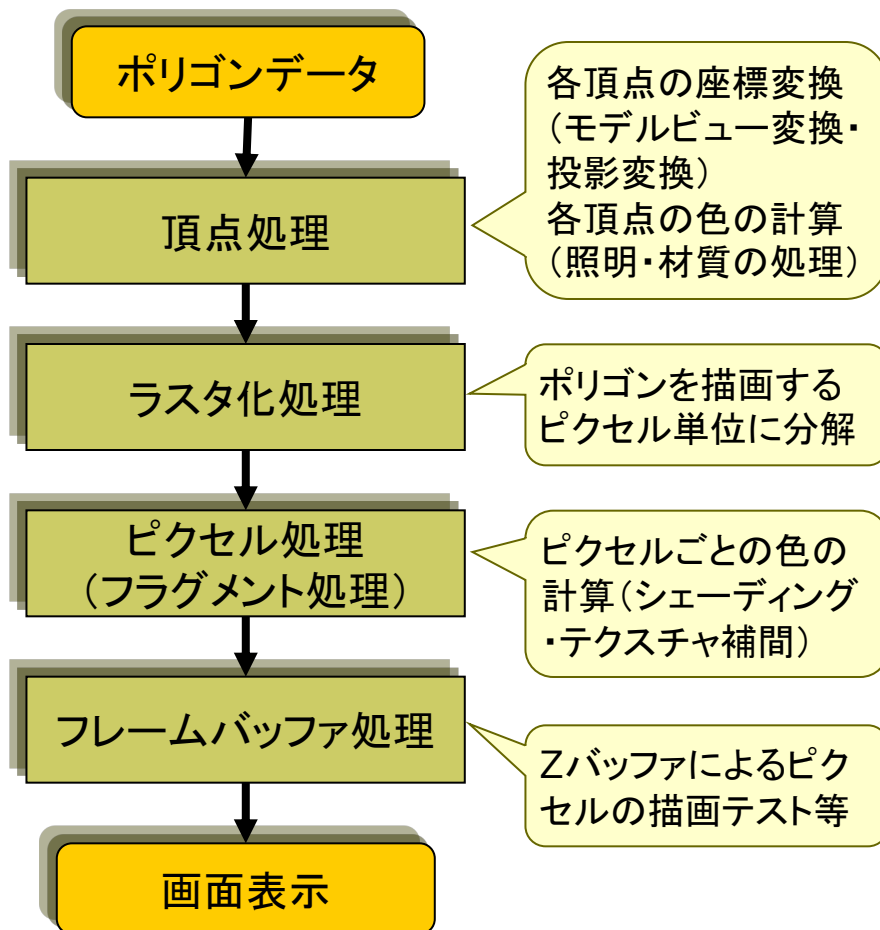 ポリゴンデータ
各頂点の座標変換
（モデルビュー変換・
投影変換）
各頂点の色の計算
（照明・材質の処理）
頂点処理
ラスタ化処理
ポリゴンを描画する
ピクセル単位に分解
ピクセル処理
（フラグメント処理）
ピクセルごとの色の
計算（シェーディング
・テクスチャ補間）
フレームバッファ処理
Ｚバッファによるピク
セルの描画テスト等
画面表示